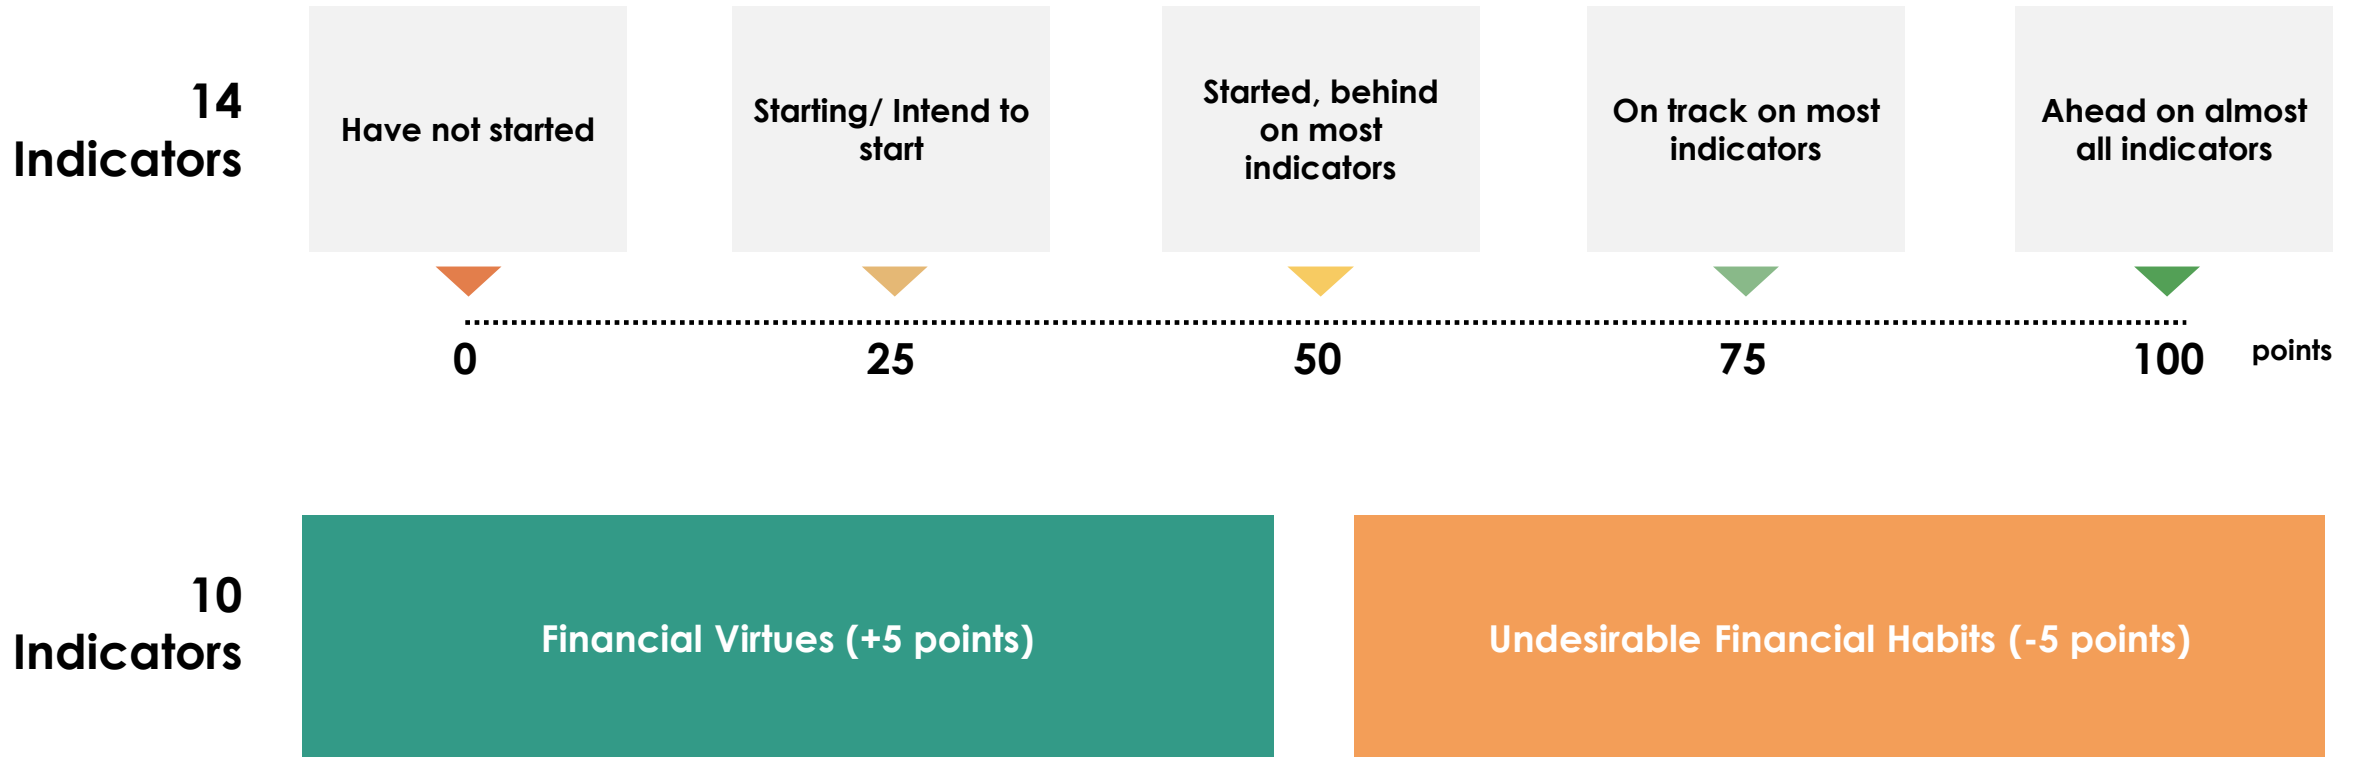 14
Indicators
Have not started
Starting/ Intend to
start
Started, behind
on most
indicators
On track on most
indicators
Ahead on almost
all indicators
0
25
50
75
100
points
10
Indicators
Financial Virtues (+5 points)
Undesirable Financial Habits (-5 points)